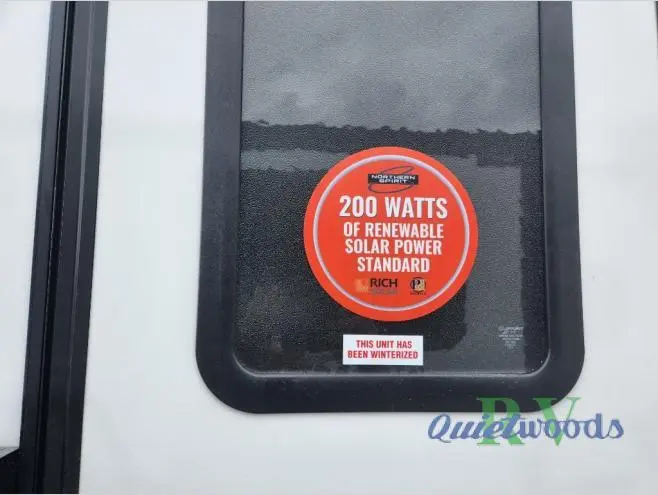 NORTHERN
SPIRIT
200 WATTS
OF RENEWABLE
SOLAR POWER
STANDARD
RICH
THIS UNIT HAS
BEEN WINTERIZED
RV
Quietwoods